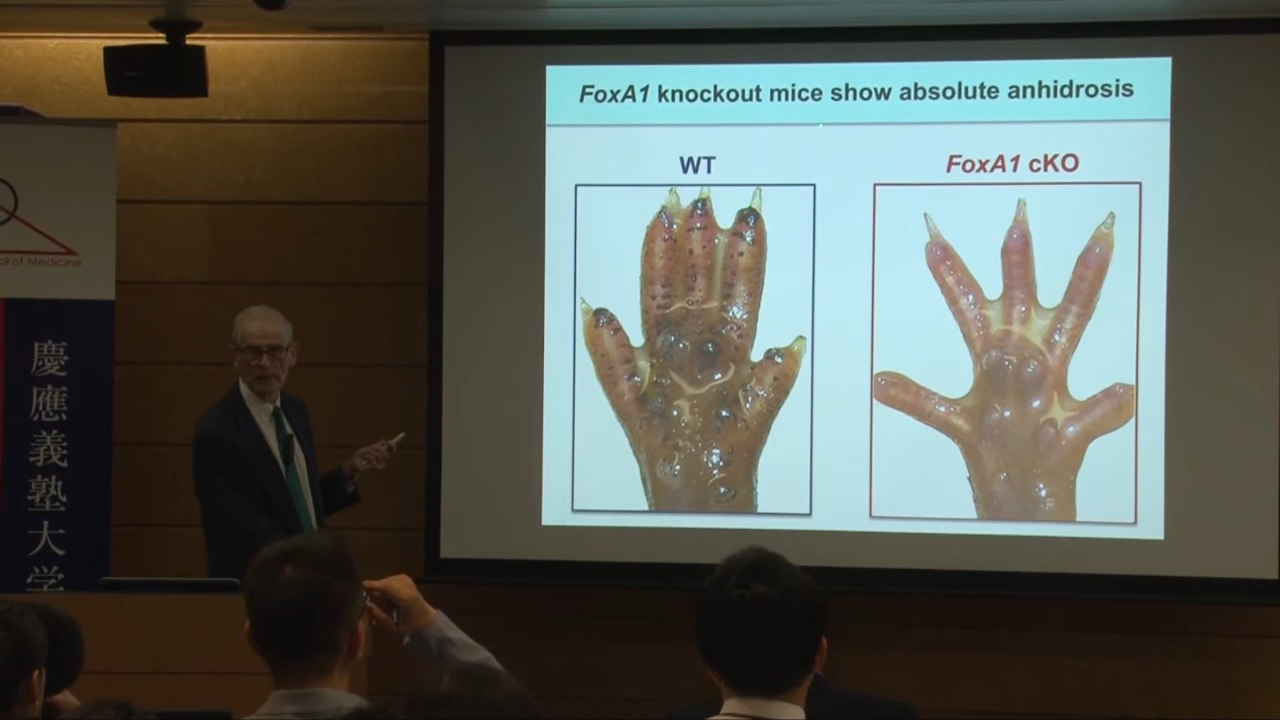 FoxA1 knockout mice show absolute anhidrosis
WT
FoxA1 cKO
of Medicine
慶應義塾大学